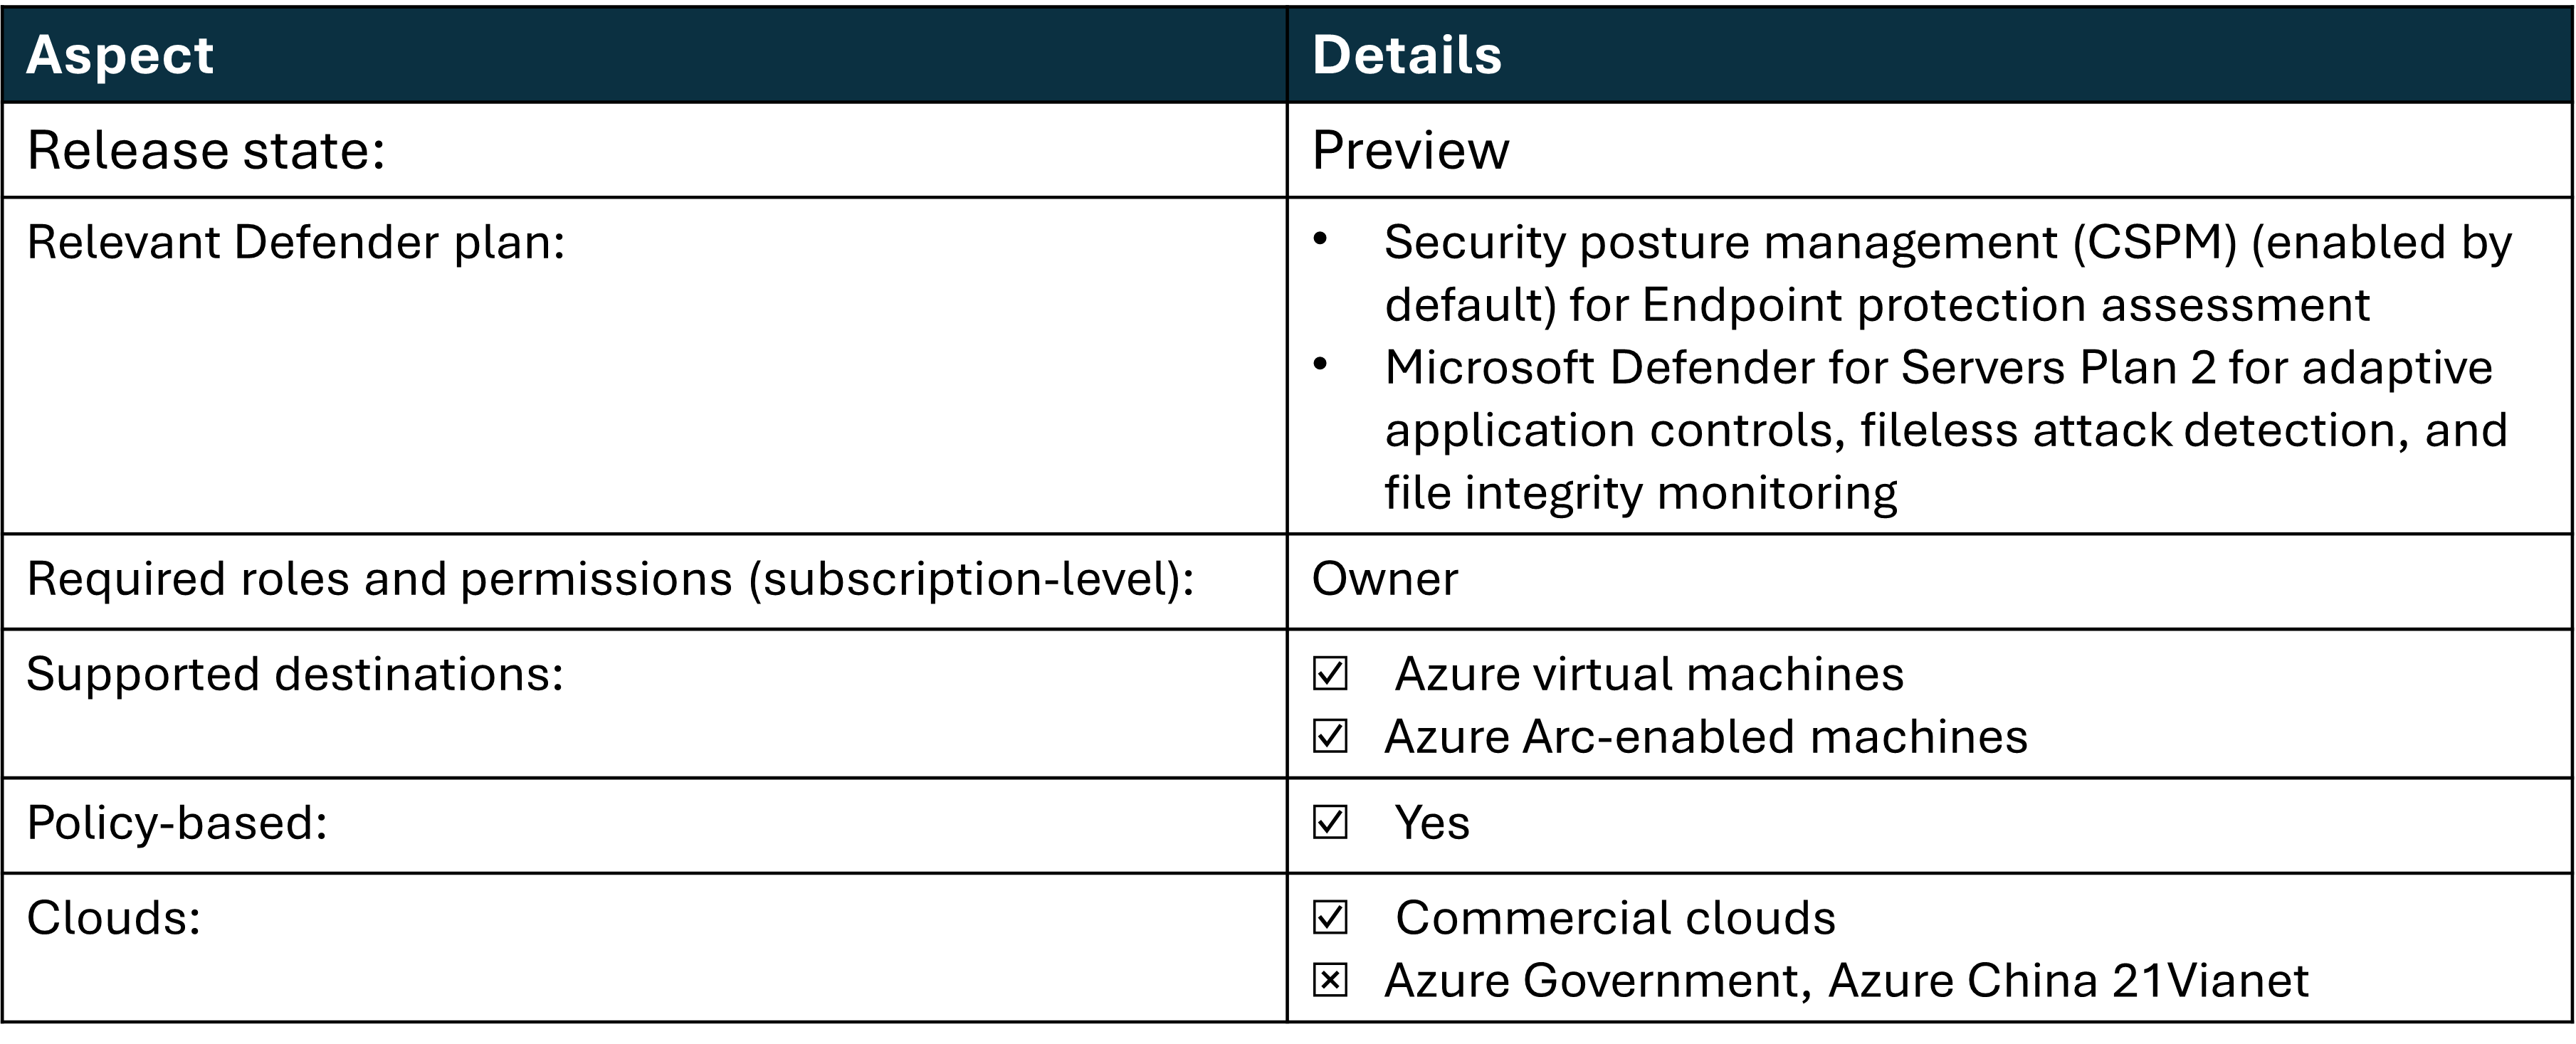 Aspect
Details
Release state:
Preview
Relevant Defender plan:
• Security posture management (CSPM) (enabled by
default) for Endpoint protection assessment
• Microsoft Defender for Servers Plan 2 for adaptive
application controls, fileless attack detection, and
file integrity monitoring
Required roles and permissions (subscription-level):
Owner
Supported destinations:
☑ Azure virtual machines
☑ Azure Arc-enabled machines
Policy-based:
☑ Yes
Clouds:
☑ Commercial clouds
☒ Azure Government, Azure China 21Vianet